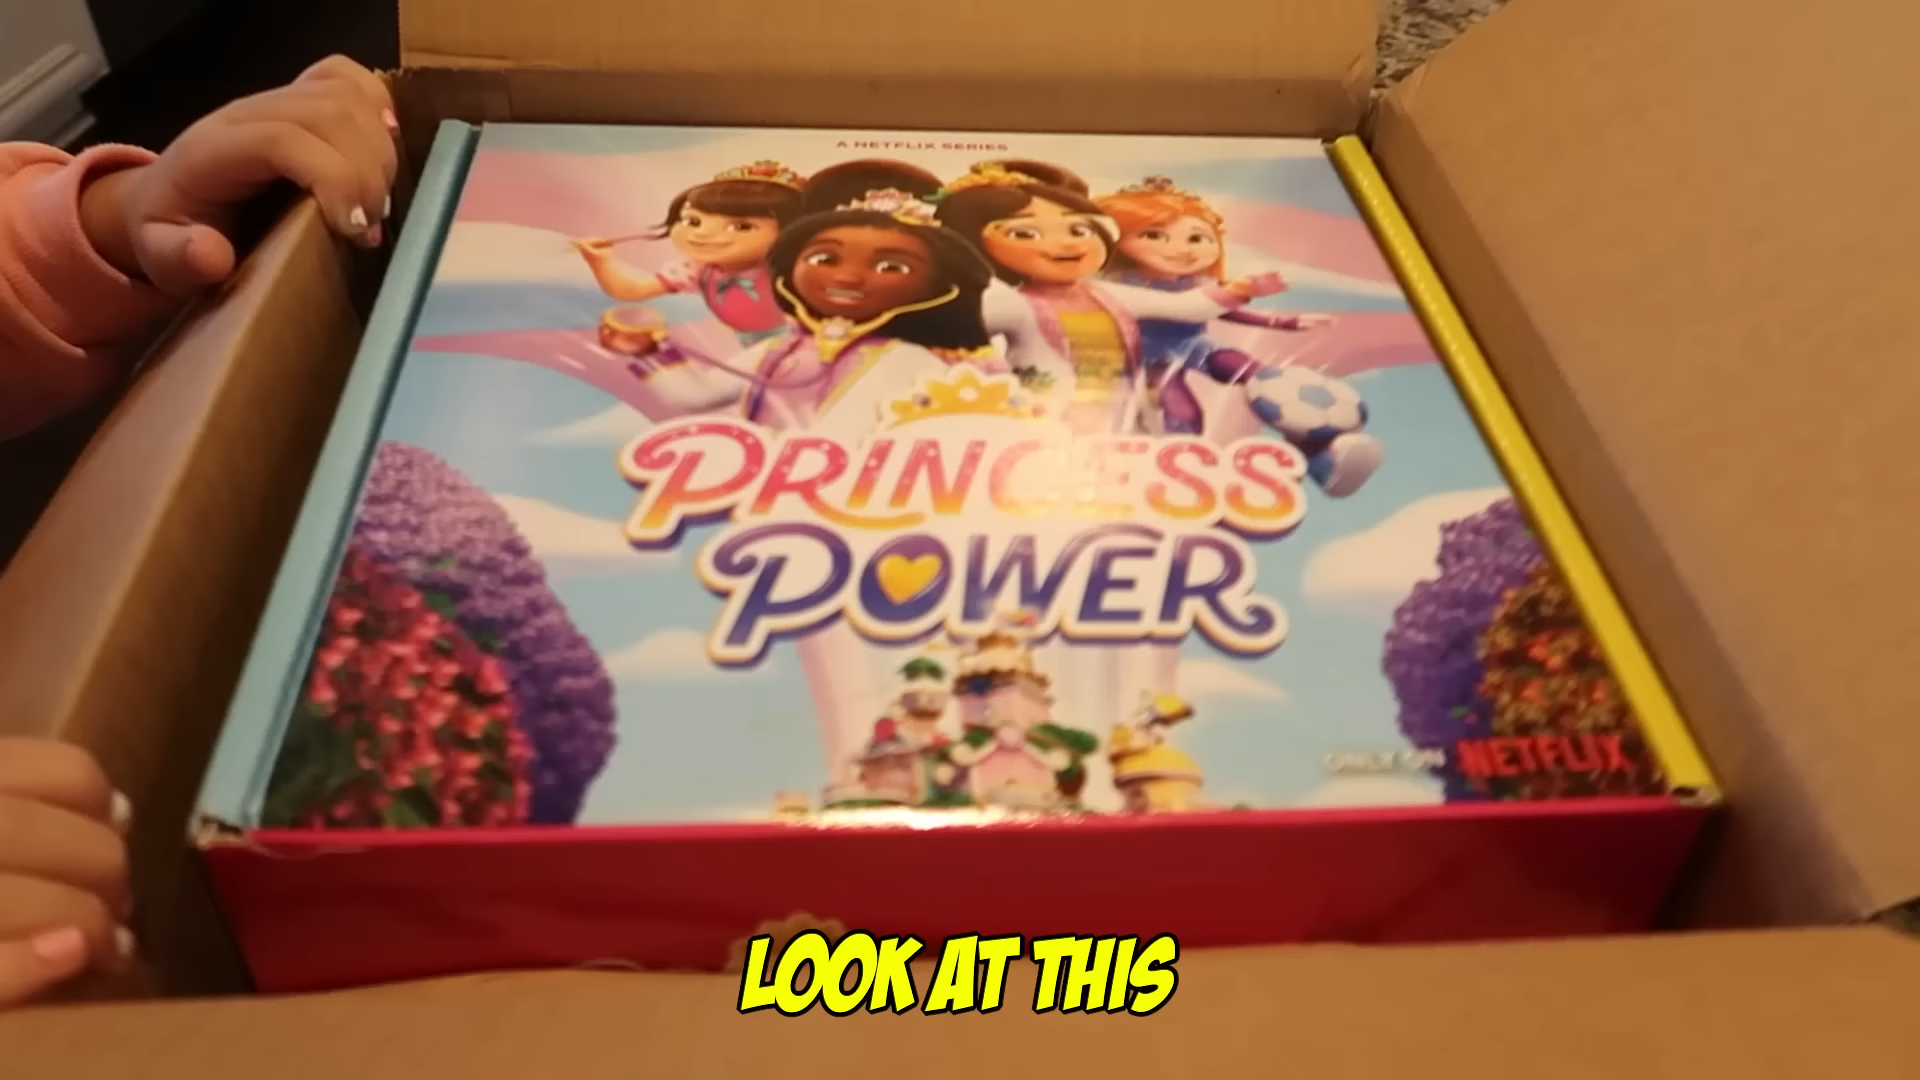 A NETFLIX SERIES
PRINCESS
POWER
ONLY ON NETFLIX
LOOK AT THIS